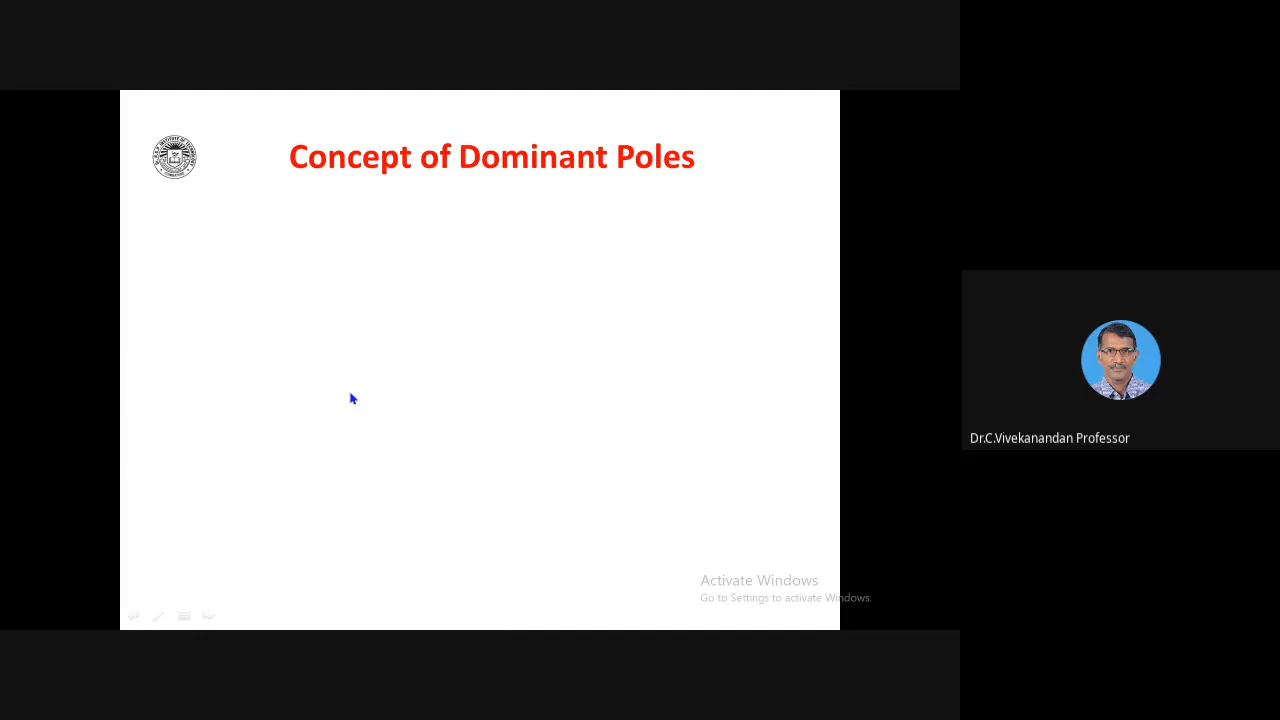 Concept of Dominant Poles
Dr.C.Vivekanandan Professor
Activate Windows
Go to Settings to activate Windows.